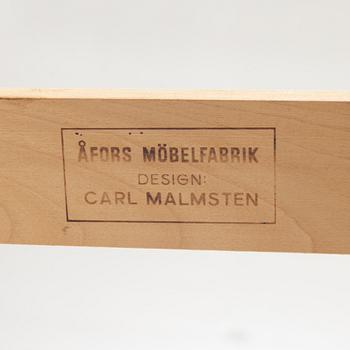 ÅFORS MÖBELFABRIK
DESIGN:
CARL MALMSTEN